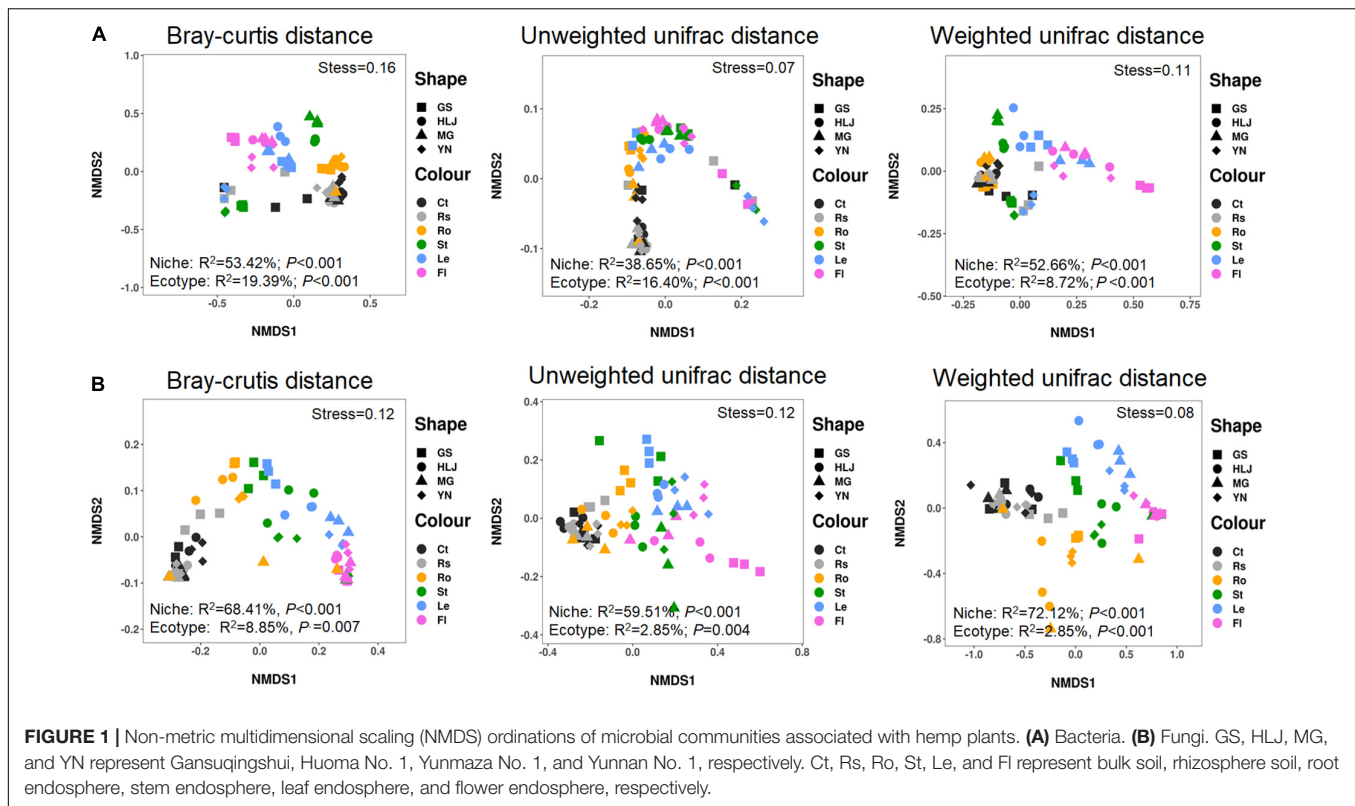 A
Bray-curtis distance
Stess=0.16
1.0
0.5
0.0
-0.5
-1.0
NMDS2
Niche: R²=53.42%; P<0.001
Ecotype: R²=19.39%; P<0.001
-0.5
0.0
0.5
NMDS1
Shape
GS
HLJ
MG
YN
Colour
Ct
Rs
Ro
St
Le
Fl
Unweighted unifrac distance
Stress=0.07
0.1
0.0
-0.1
NMDS2
Niche: R²=38.65%; P<0.001
Ecotype: R²=16.40%; P<0.001
-0.2
0.0
0.2
NMDS1
Shape
GS
HLJ
MG
YN
Colour
Ct
Rs
Ro
St
Le
Fl
Weighted unifrac distance
Stess=0.11
0.25
0.00
-0.25
-0.50
NMDS2
Niche: R²=52.66%; P<0.001
Ecotype: R²=8.72%; P<0.001
-0.25
0.00
0.25
0.50
0.75
NMDS1
Shape
GS
HLJ
MG
YN
Colour
Ct
Rs
Ro
St
Le
Fl
B
Bray-crutis distance
Stress=0.12
0.2
0.1
0.0
-0.1
-0.2
NMDS2
Niche: R²=68.41%, P<0.001
Ecotype: R²=8.85%, P=0.007
-0.2
0.0
0.2
0.4
NMDS1
Shape
GS
HLJ
MG
YN
Colour
Ct
Rs
Ro
St
Le
Fl
Unweighted unifrac distance
Stress=0.12
0.4
0.2
0.0
-0.2
-0.4
NMDS2
Niche: R²=59.51%, P<0.001
Ecotype: R²=2.85%; P=0.004
-0.4
0.0
0.4
0.8
NMDS1
Shape
GS
HLJ
MG
YN
Colour
Ct
Rs
Ro
St
Le
Fl
Weighted unifrac distance
Stess=0.08
0.4
0.0
-0.4
-0.8
NMDS2
Niche: R²=72.12%; P<0.001
Ecotype: R²=2.85%, P<0.001
-1.0
-0.5
0.0
0.5
1.0
NMDS1
Shape
GS
HLJ
MG
YN
Colour
Ct
Rs
Ro
St
Le
Fl
FIGURE 1 | Non-metric multidimensional scaling (NMDS) ordinations of microbial communities associated with hemp plants. (A) Bacteria. (B) Fungi. GS, HLJ, MG,
and YN represent Gansuqingshui, Huoma No. 1, Yunmaza No. 1, and Yunnan No. 1, respectively. Ct, Rs, Ro, St, Le, and Fl represent bulk soil, rhizosphere soil, root
endosphere, stem endosphere, leaf endosphere, and flower endosphere, respectively.